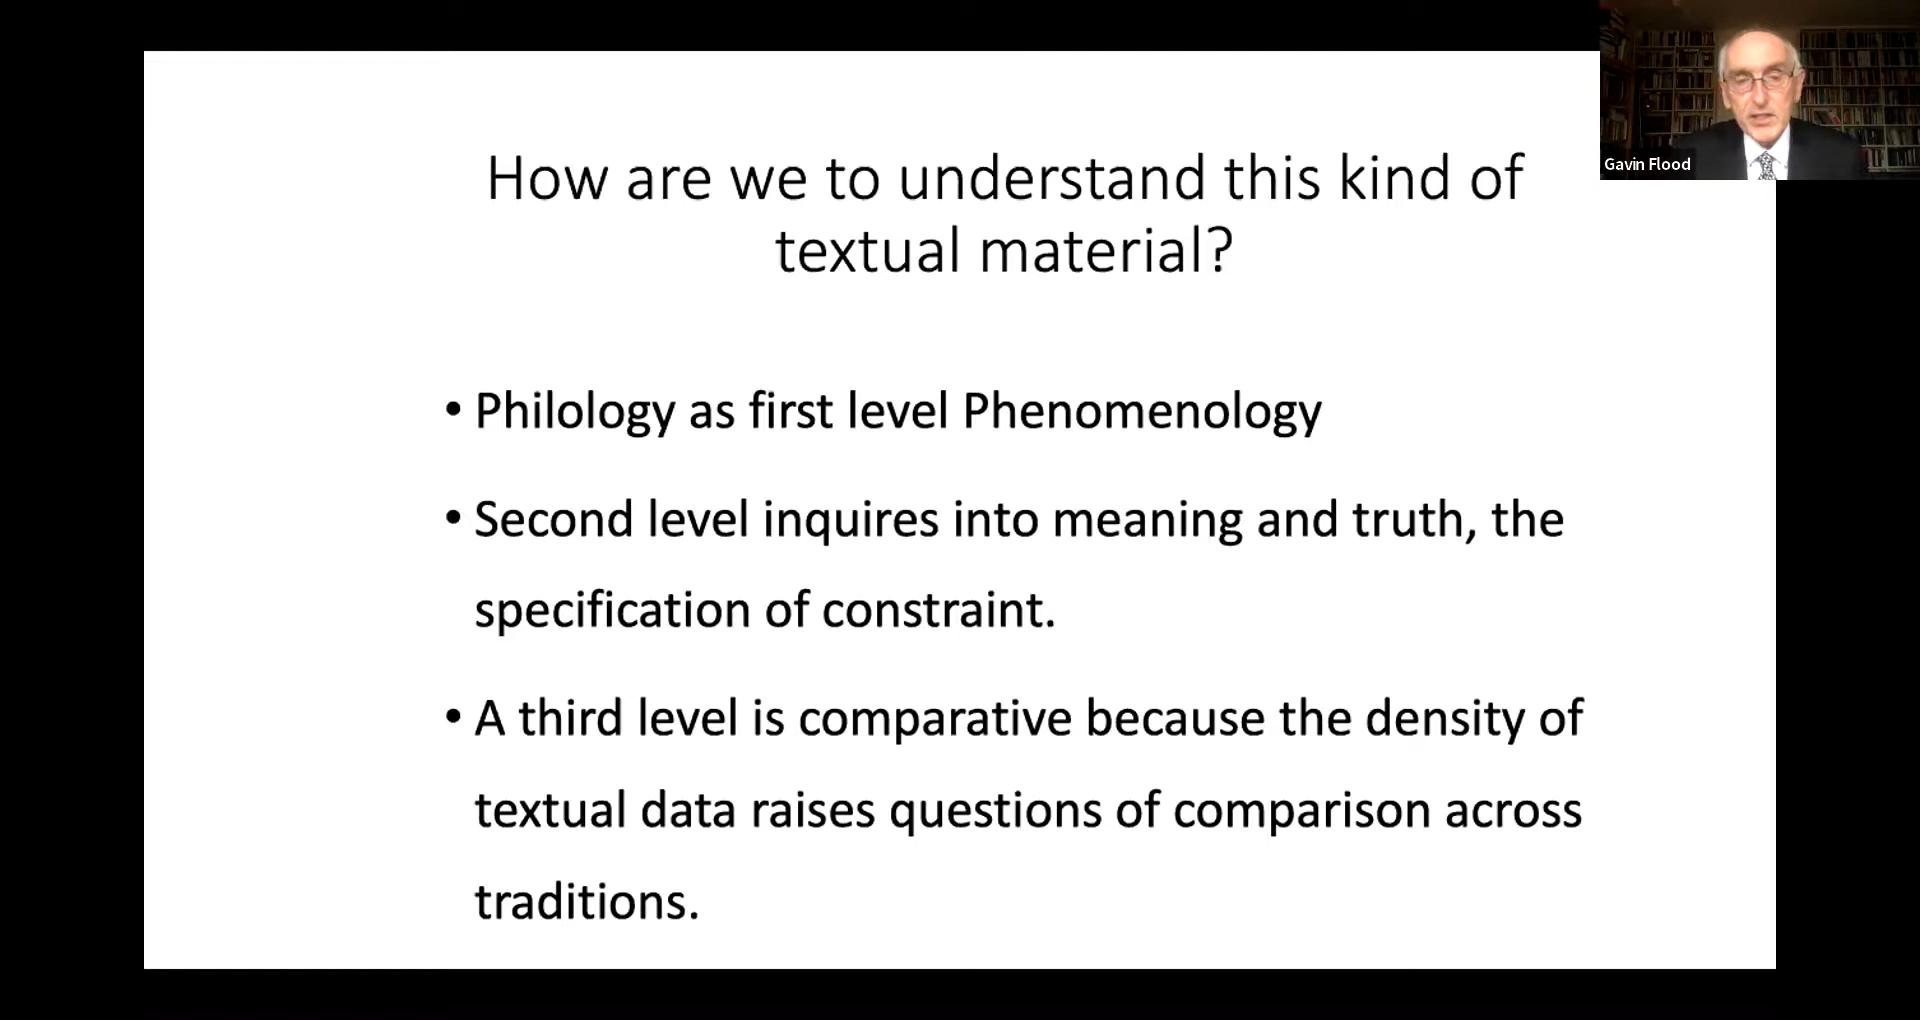 How are we to understand this kind of
textual material?
• Philology as first level Phenomenology
• Second level inquires into meaning and truth, the
specification of constraint.
• A third level is comparative because the density of
textual data raises questions of comparison across
traditions.
Gavin Flood